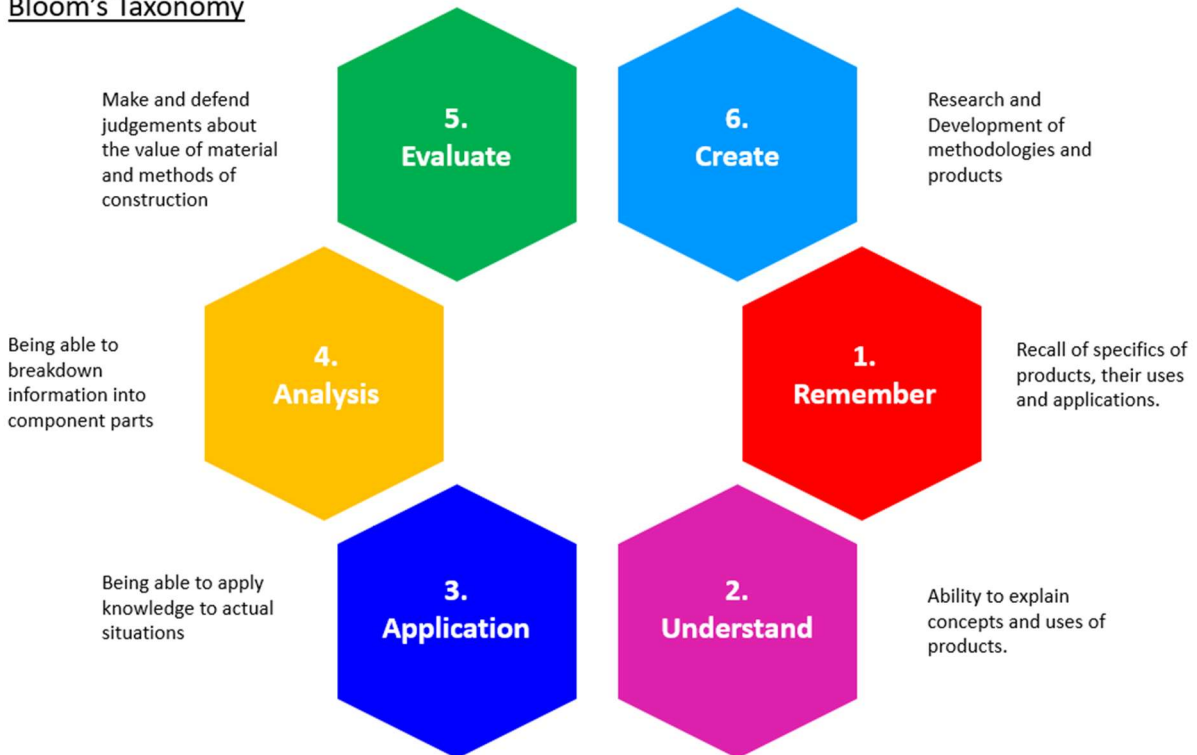 Bloom's Taxonomy
Make and defend
judgements about
the value of material
and methods of
construction
5.
Evaluate
6.
Create
Research and
Development of
methodologies and
products
Being able to
breakdown
information into
component parts
4.
Analysis
1.
Remember
Recall of specifics of
products, their uses
and applications.
Being able to apply
knowledge to actual
situations
3.
Application
2.
Understand
Ability to explain
concepts and uses of
products.